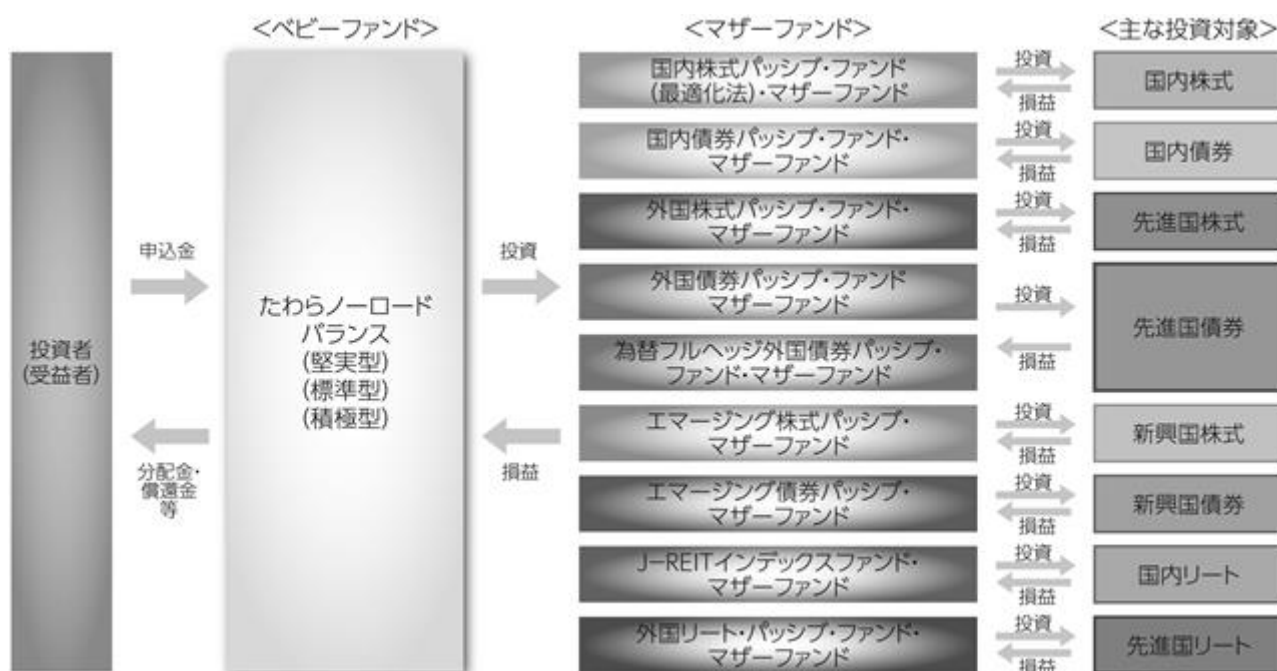 <ベビーファンド>
<マザーファンド>
<主な投資対象>
投資者
(受益者)
申込金
分配金・
償還金
等
たわらノーロード
バランス
(堅実型)
(標準型)
(積極型)
投資
損益
国内株式パッシブ・ファンド
(最適化法)・マザーファンド
投資
損益
国内株式
国内債券パッシブ・ファンド・
マザーファンド
投資
損益
国内債券
外国株式パッシブ・ファンド・
マザーファンド
投資
損益
先進国株式
外国債券パッシブ・ファンド
マザーファンド
投資
為替フルヘッジ外国債券パッシブ・
ファンド・マザーファンド
損益
先進国債券
エマージング株式パッシブ・
マザーファンド
投資
損益
新興国株式
エマージング債券パッシブ・
マザーファンド
投資
損益
新興国債券
J-REITインデックスファンド・
マザーファンド
投資
損益
国内リート
外国リート・パッシブ・ファンド・
マザーファンド
投資
損益
先進国リート